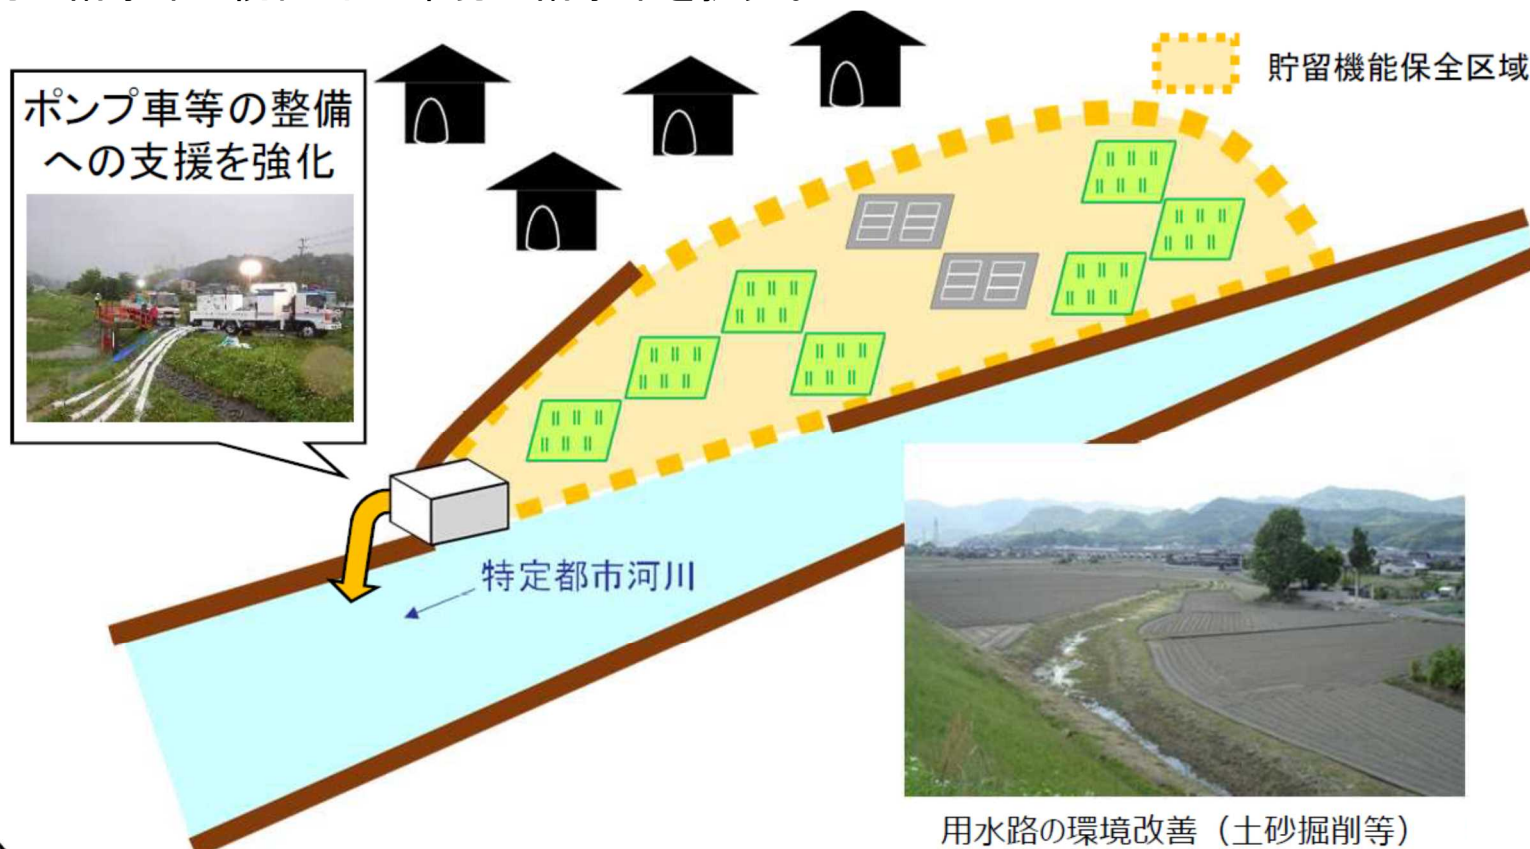 ポンプ車等の整備
への支援を強化
貯留機能保全区域
特定都市河川
用水路の環境改善（土砂掘削等）